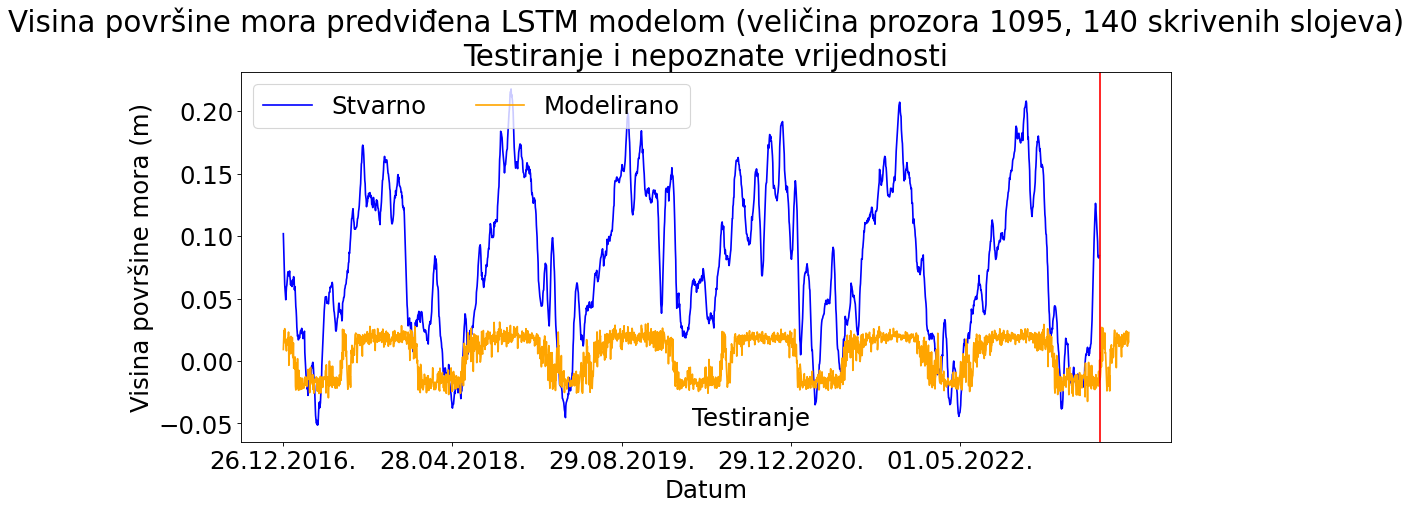 Visina površine mora predviđena LSTM modelom (veličina prozora 1095, 140 skrivenih slojeva)
Testiranje i nepoznate vrijednosti
Stvarno
Modelirano
Visina površine mora (m)
0.20
0.15
0.10
0.05
0.00
−0.05
Testiranje
26.12.2016.
28.04.2018.
29.08.2019.
29.12.2020.
01.05.2022.
Datum